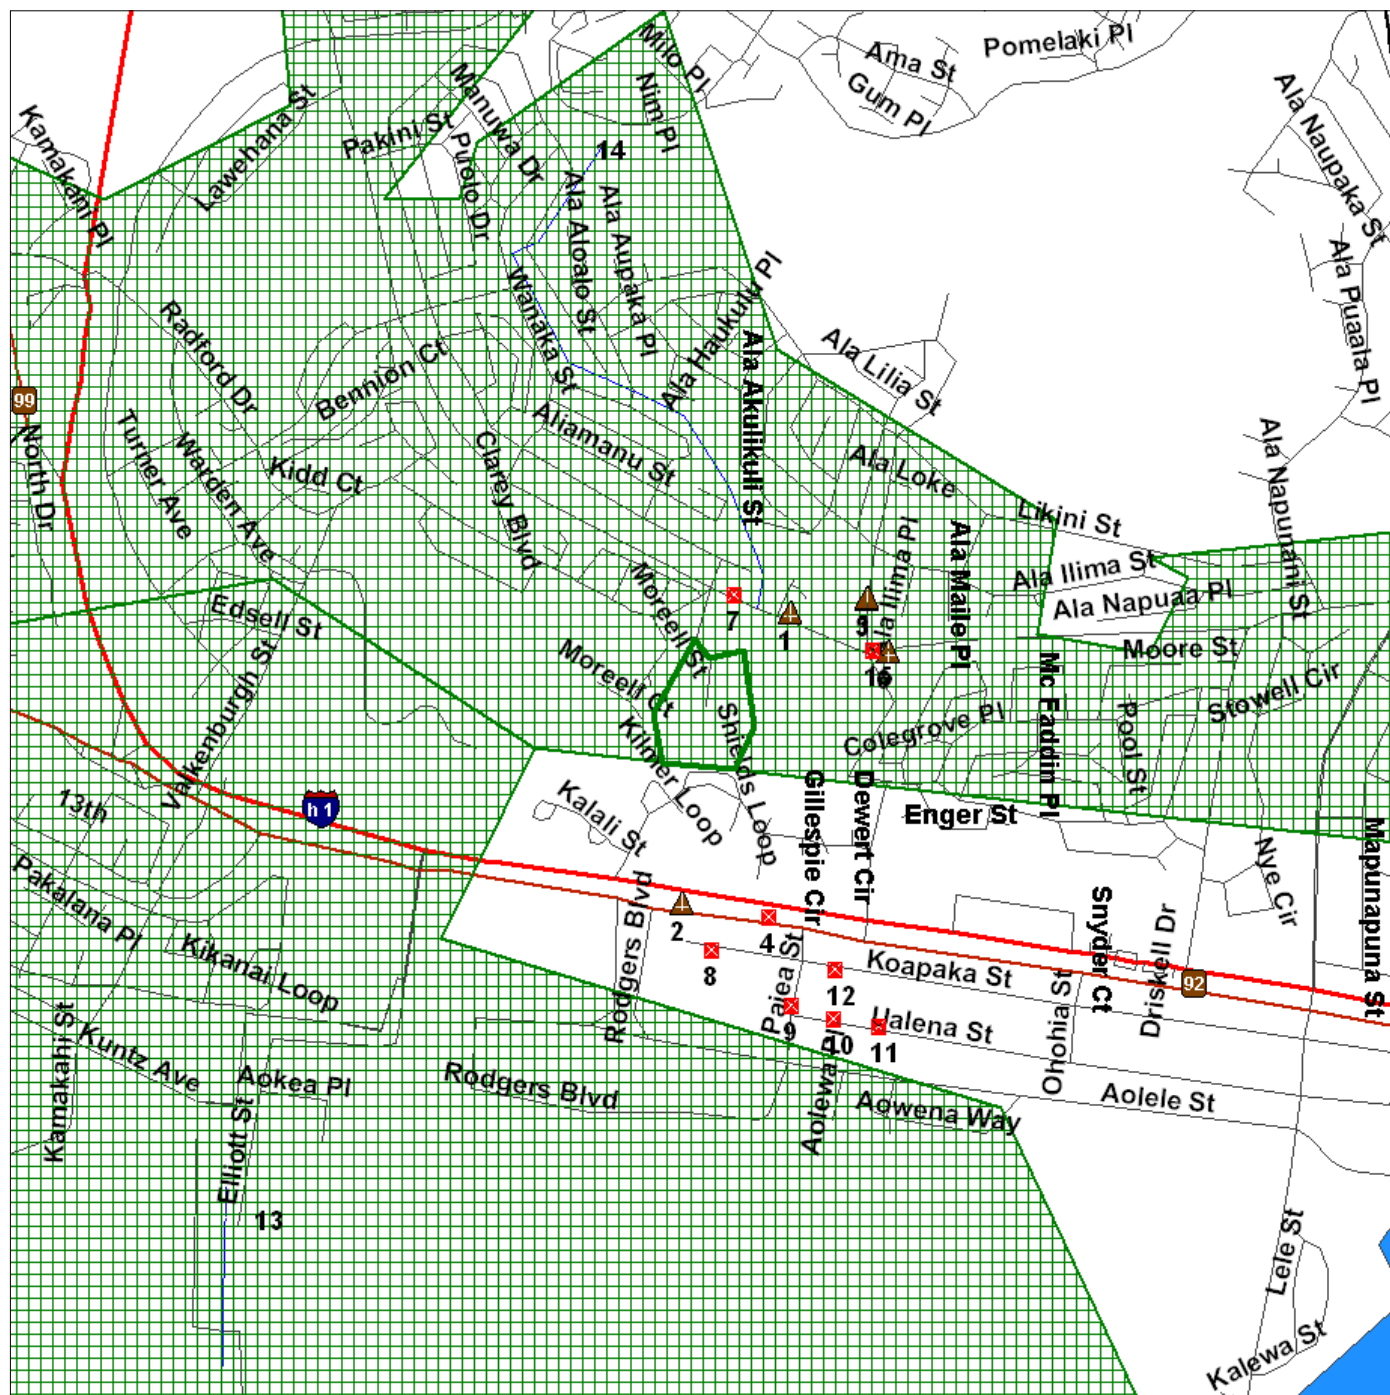 Milo Pl
Ama St
Pomelaki Pl
Gum Pl
Nim Pl
Manuwa Dr
Lawehana St
Pakini St
Puolo Dr
Kamakani Pl
Ala Naupaka St
14
Ala Aloalo St
Ala Aupaka Pl
Ala Puaala Pl
Wanaka St
Ala Haukulu Pl
Radford Dr
Bennion Ct
Ala Akulikuli St
Ala Lilia St
99
North Dr
Turner Ave
Warden Ave
Kidd Ct
Clarey Blvd
Aliamanu St
Ala Loke
Ala Napunani St
Likini St
Ala Ilima Pl
Ala Maile Pl
Ala Ilima St
Ala Napuaa Pl
Moreell St
7
1
Edsell St
Moore St
Moreell Ct
Mc Faddin Pl
Stowell Cir
Valkenburgh St
Kilmer Loop
Shields Loop
Colegrove Pl
Pool St
13th
h 1
Kalali St
Gillespie Cir
Dewert Cir
Enger St
Nye Cir
Mapunapuna St
Pakalana Pl
Rodgers Blvd
2
4
8
Snyder Ct
Driskell Dr
Kikanai Loop
Paiea St
Koapaka St
12
92
Kamakahi St
9
10
11
Ualena St
Ohohia St
Kuntz Ave
Aokea Pl
Rodgers Blvd
Aolewa Pl
Aowena Way
Aolele St
Elliott St
13
Lele St
Kalewa St